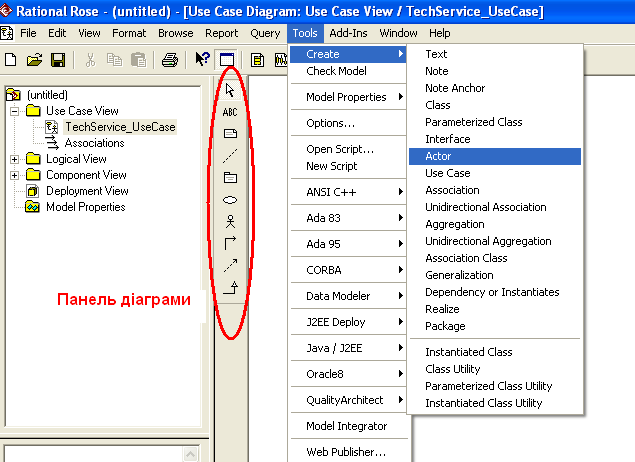 Rational Rose - (untitled) - [Use Case Diagram: Use Case View / TechService_UseCase]
File Edit View Format Browse Report Query Tools Add-Ins Window Help
(untitled)
Use Case View
TechService_UseCase
Associations
Logical View
Component View
Deployment View
Model Properties
Панель діаграми
ABC
Create
Check Model
Model Properties
Options...
Open Script...
New Script
ANSI C++
Ada 83
Ada 95
CORBA
Data Modeler
J2EE Deploy
Java / J2EE
Oracle8
QualityArchitect
Model Integrator
Web Publisher...
Text
Note
Note Anchor
Class
Parameterized Class
Interface
Actor
Use Case
Association
Unidirectional Association
Aggregation
Unidirectional Aggregation
Association Class
Generalization
Dependency or Instantiates
Realize
Package
Instantiated Class
Class Utility
Parameterized Class Utility
Instantiated Class Utility